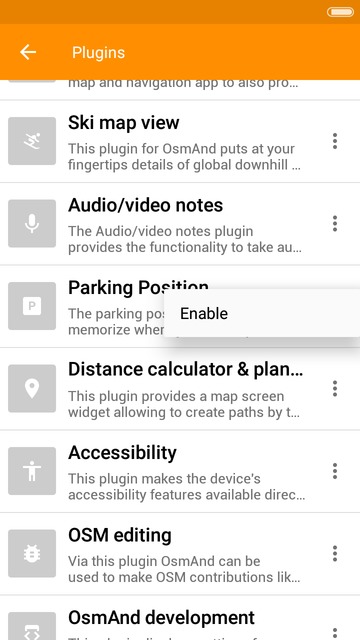 Plugins
map and navigation app to also pro…
Ski map view
This plugin for OsmAnd puts at your
fingertips details of global downhill …
Audio/video notes
The Audio/video notes plugin
provides the functionality to take au…
Parking Position
The parking pos
memorize wher
Enable
Distance calculator & plan…
This plugin provides a map screen
widget allowing to create paths by t…
Accessibility
This plugin makes the device's
accessibility features available direc…
OSM editing
Via this plugin OsmAnd can be
used to make OSM contributions lik…
OsmAnd development